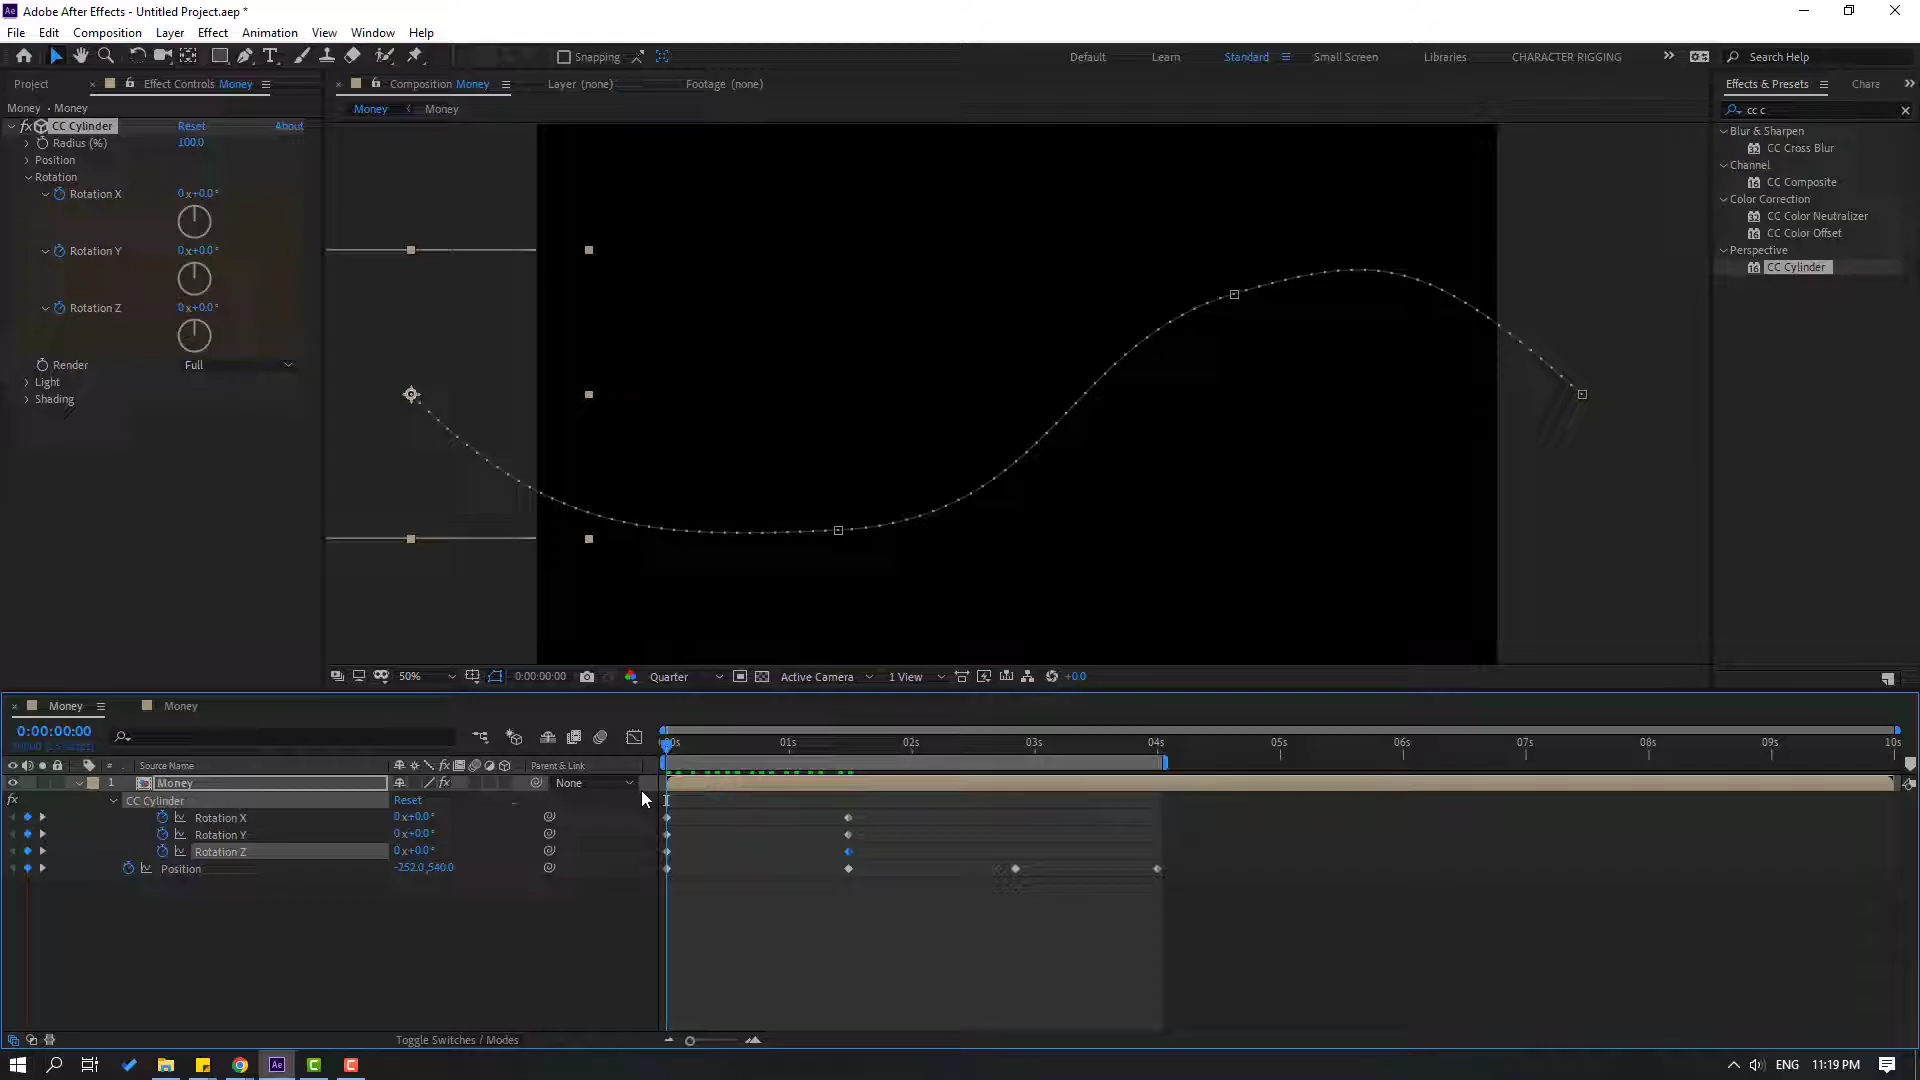 Adobe After Effects - Untitled Project.aep *
File Edit Composition Layer Effect Animation View Window Help
Snapping
Default Learn Standard Small Screen Libraries CHARACTER RIGGING Search Help
Project Effect Controls Money Composition Money Layer (none) Footage (none) Effects & Presets Chara
Money • Money
Money Money
cc c
fx CC Cylinder Reset About
Radius (%) 100.0
Position
Rotation
Rotation X 0x+0.0°
Rotation Y 0x+0.0°
Rotation Z 0x+0.0°
Render Full
Light
Shading
Blur & Sharpen
CC Cross Blur
Channel
CC Composite
Color Correction
CC Color Neutralizer
CC Color Offset
Perspective
CC Cylinder
50% 0:00:00:00 Quarter Active Camera 1 View +0.0
Money Money
0:00:00:00
01s 02s 03s 04s 05s 06s 07s 08s 09s 10s
# Source Name Parent & Link
1 Money None
CC Cylinder Reset
Rotation X 0x+0.0°
Rotation Y 0x+0.0°
Rotation Z 0x+0.0°
Position -252.0,540.0
Toggle Switches / Modes
Ae ENG 11:19 PM